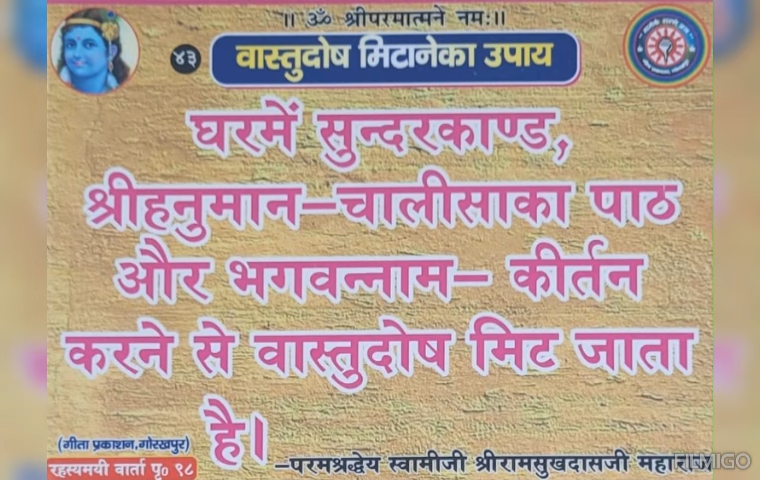 ॥ ॐ श्रीपरमात्मने नमः॥
४३ वास्तुदोष मिटानेका उपाय
घरमें सुन्दरकाण्ड,
श्रीहनुमान–चालीसाका पाठ
और भगवन्नाम– कीर्तन
करने से वास्तुदोष मिट जाता
है।
(गीता प्रकाशन,गोरखपुर)
रहस्यमयी वार्ता पृ० ९८
–परमश्रद्धेय स्वामीजी श्रीरामसुखदासजी महाराज
FILMIGO